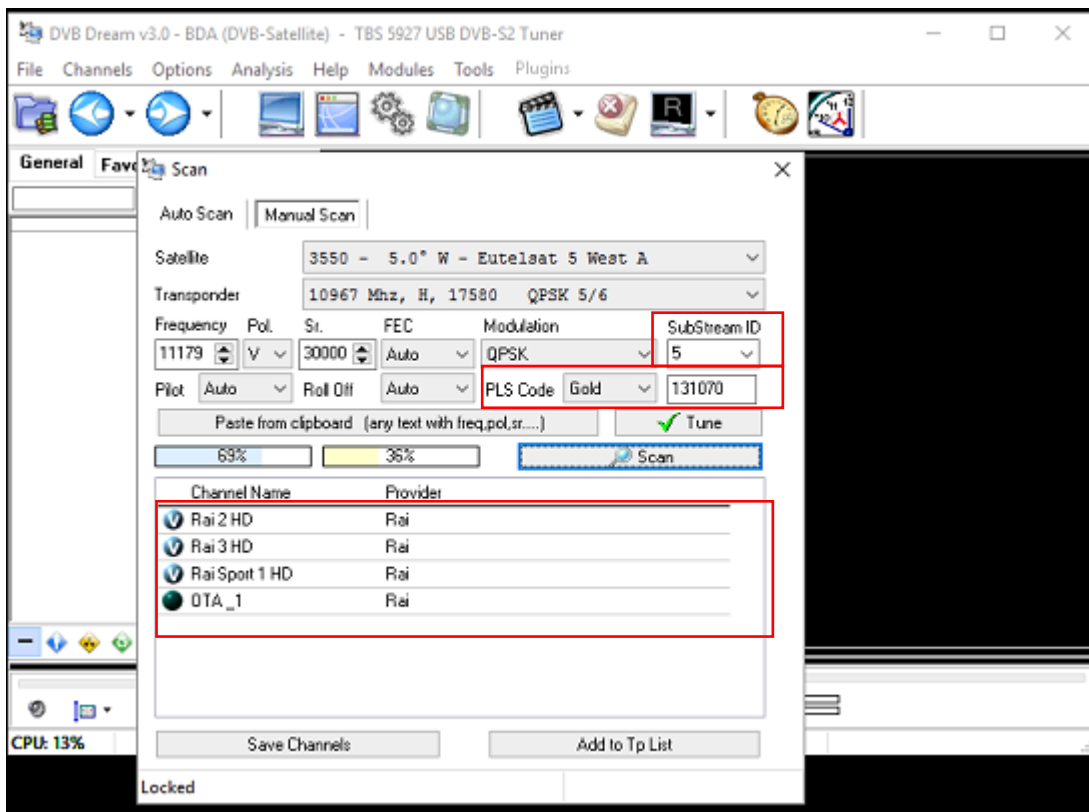 DVB Dream v3.0 - BDA (DVB-Satellite) - TBS 5927 USB DVB-S2 Tuner
File Channels Options Analysis Help Modules Tools Plugins
R
General
Scan
Auto Scan Manual Scan
Satellite 3550 - 5.0° W - Eutelsat 5 West A
Transponder 10967 Mhz, H, 17580 QPSK 5/6
Frequency Pol. Sr. FEC Modulation SubStream ID
11179 V 30000 Auto QPSK 5
Pilot Auto Roll Off Auto PLS Code Gold 131070
Paste from clipboard (any text with freq,pol,sr.....) Tune
69% 36% Scan
Channel Name Provider
Rai 2 HD Rai
Rai 3 HD Rai
Rai Sport 1 HD Rai
OTA_1 Rai
CPU: 13%
Save Channels Add to Tp List
Locked